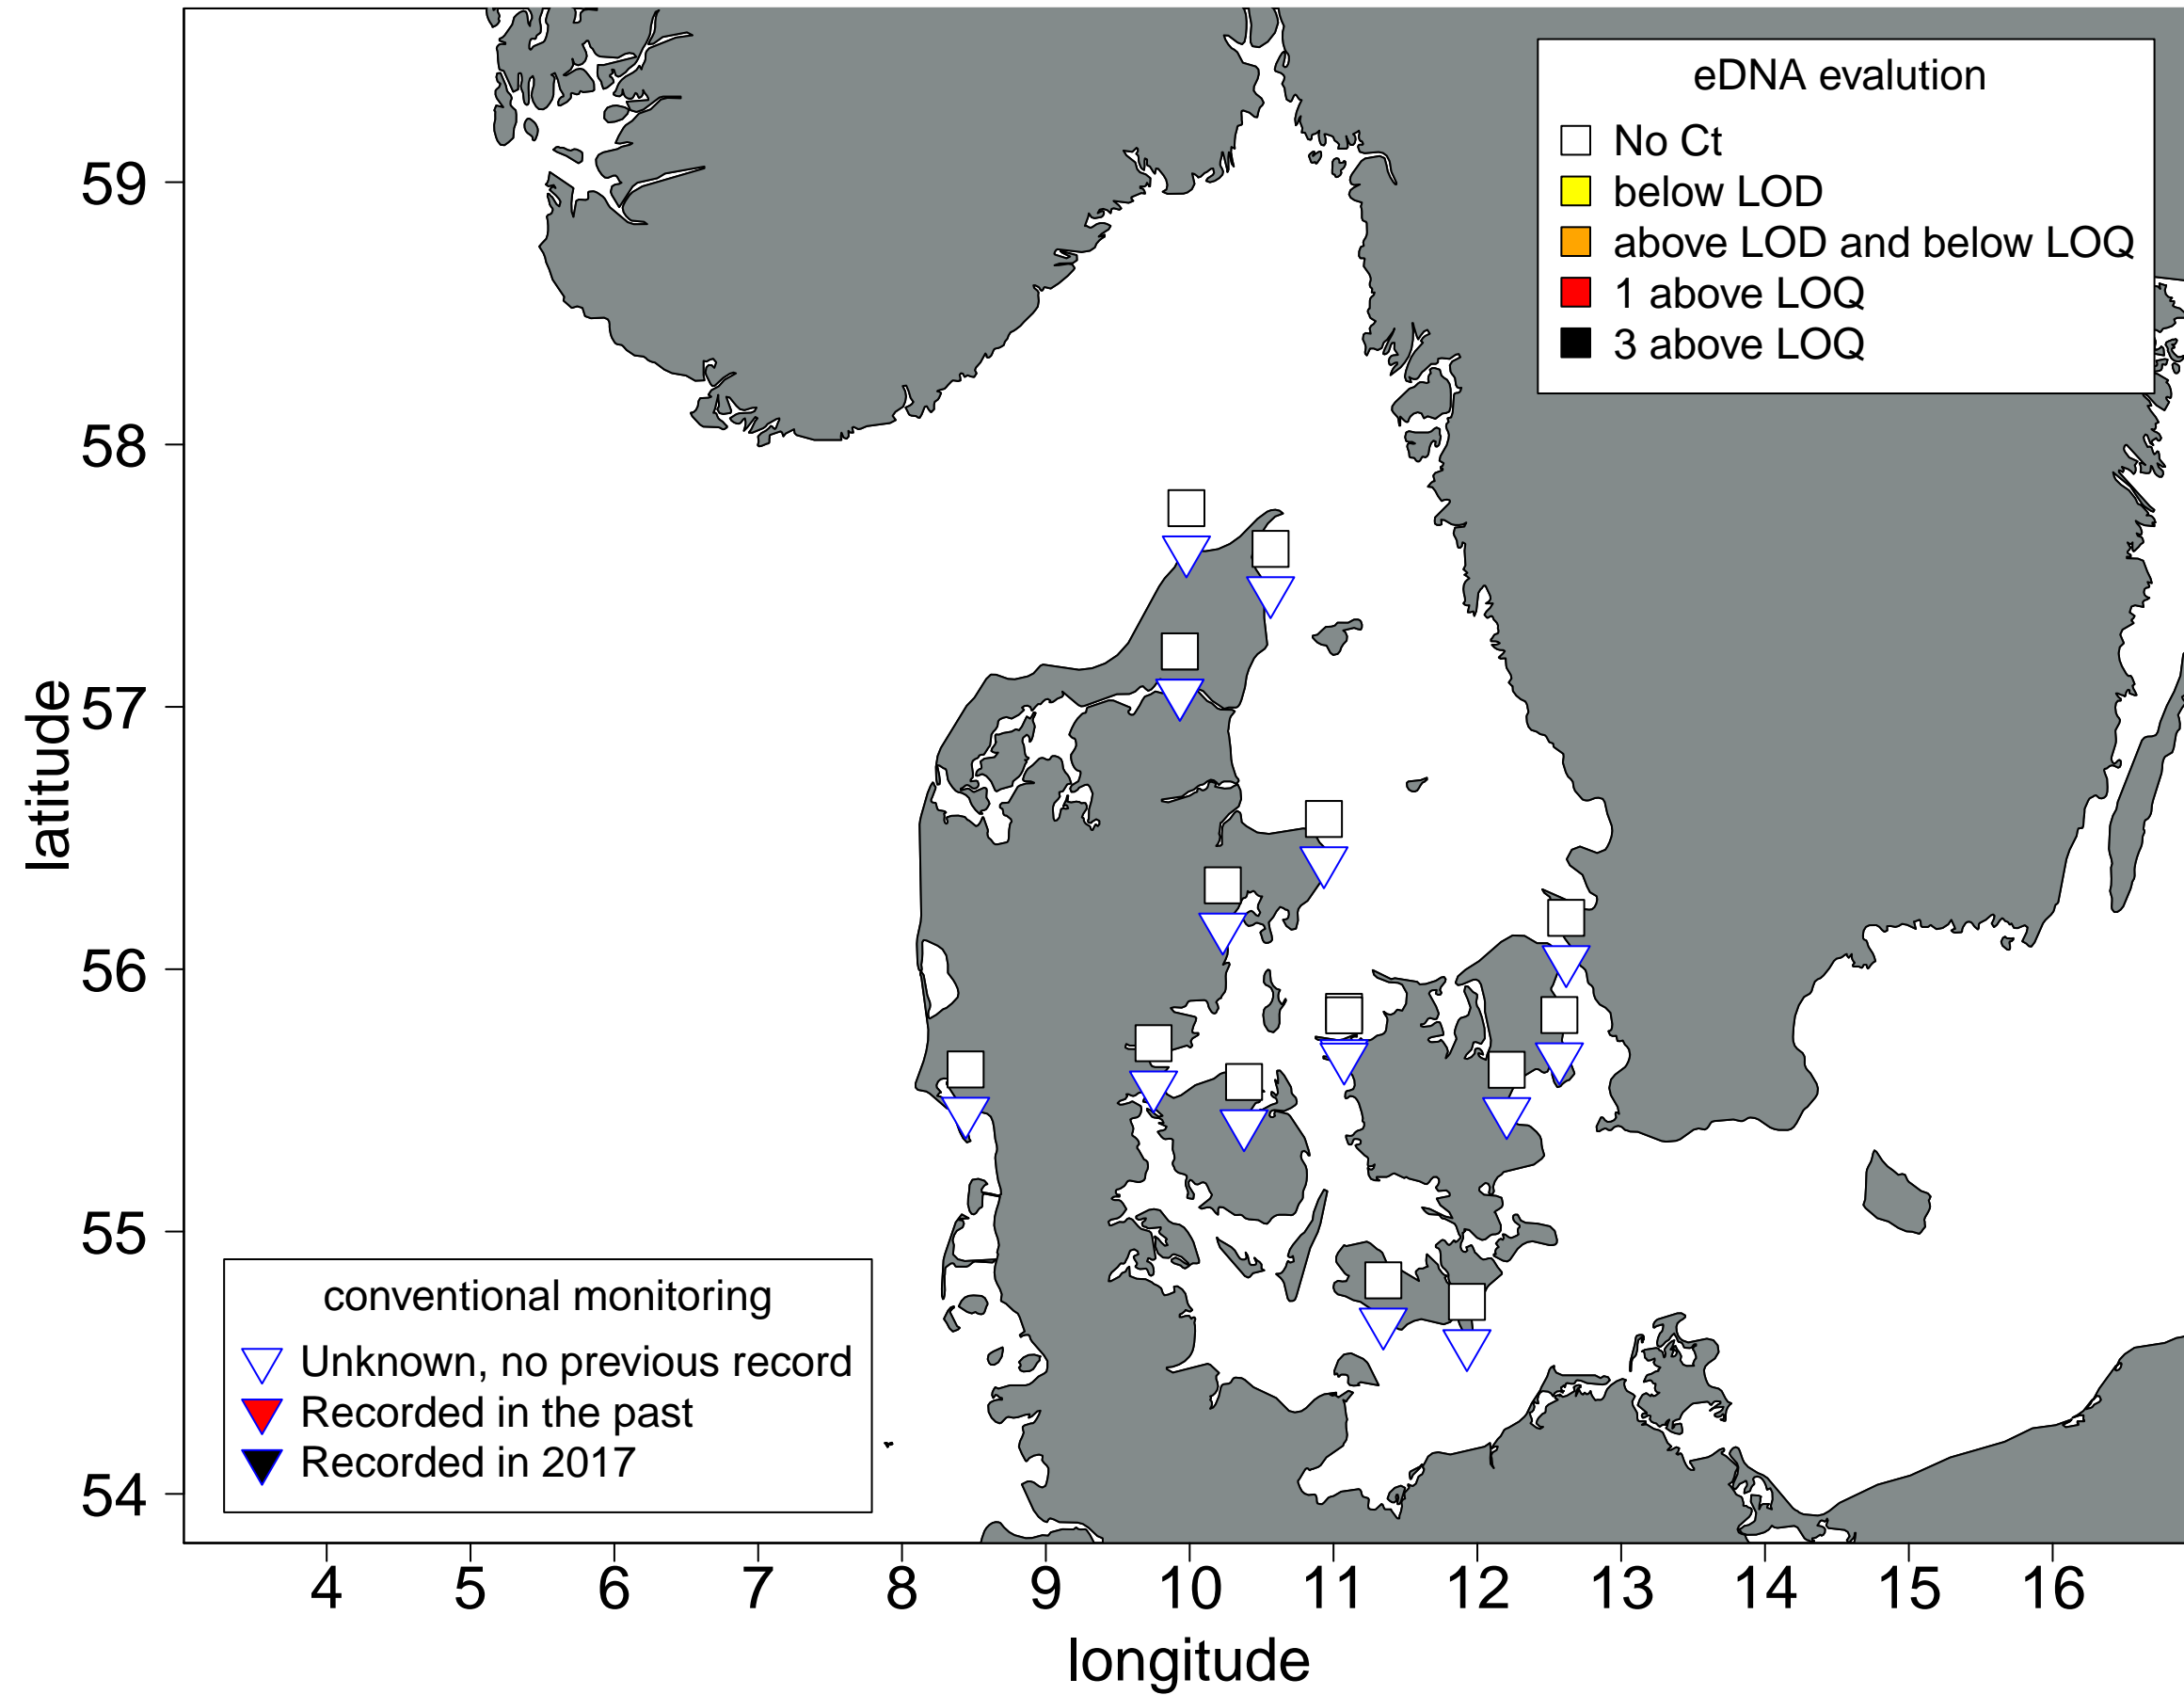 eDNA evalution
No Ct
below LOD
above LOD and below LOQ
1 above LOQ
3 above LOQ
59
58
57
56
55
54
latitude
conventional monitoring
Unknown, no previous record
Recorded in the past
Recorded in 2017
4 5 6 7 8 9 10 11 12 13 14 15 16
longitude